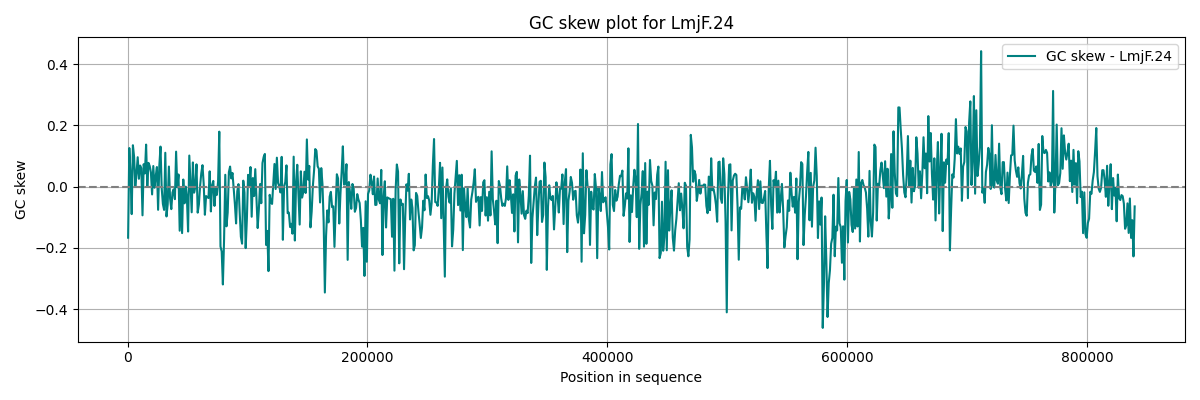 GC skew plot for LmjF.24
GC skew - LmjF.24
GC skew
0.4
0.2
0.0
−0.2
−0.4
0
200000
400000
600000
800000
Position in sequence